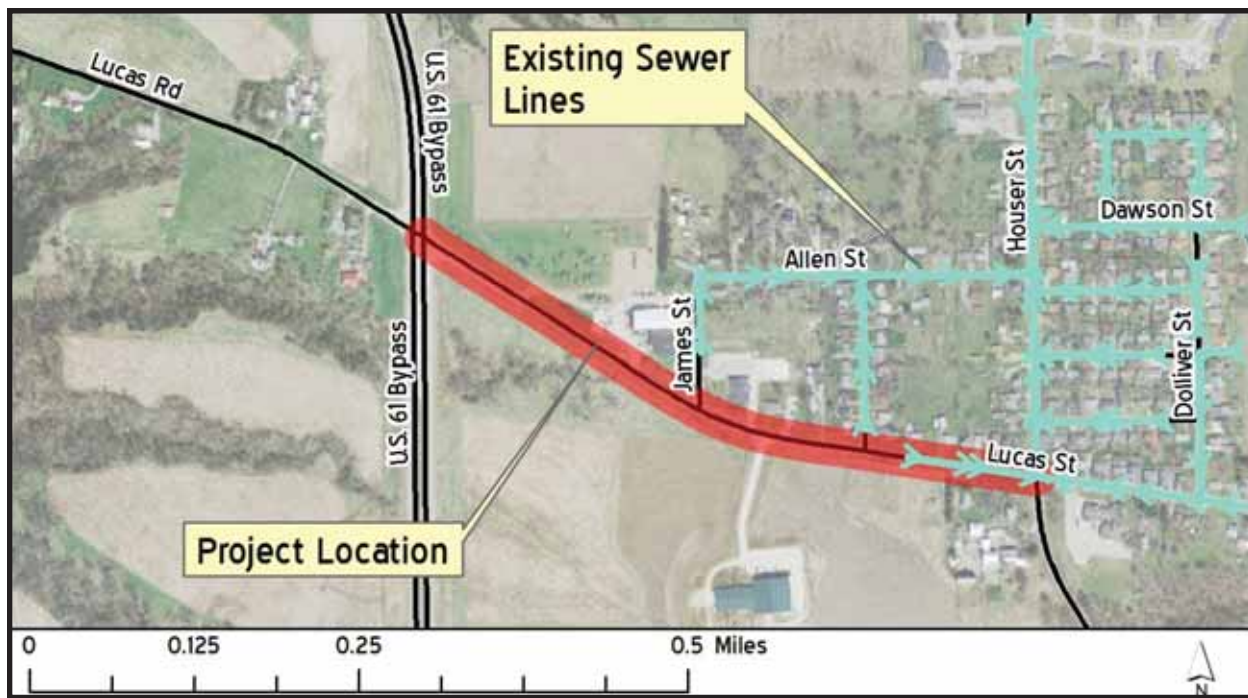 Lucas Rd
U.S. 61 Bypass
Existing Sewer
Lines
Houser St
Dawson St
Allen St
James St
U.S. 61 Bypass
Dolliver St
Lucas St
Project Location
0
0.125
0.25
0.5 Miles
N